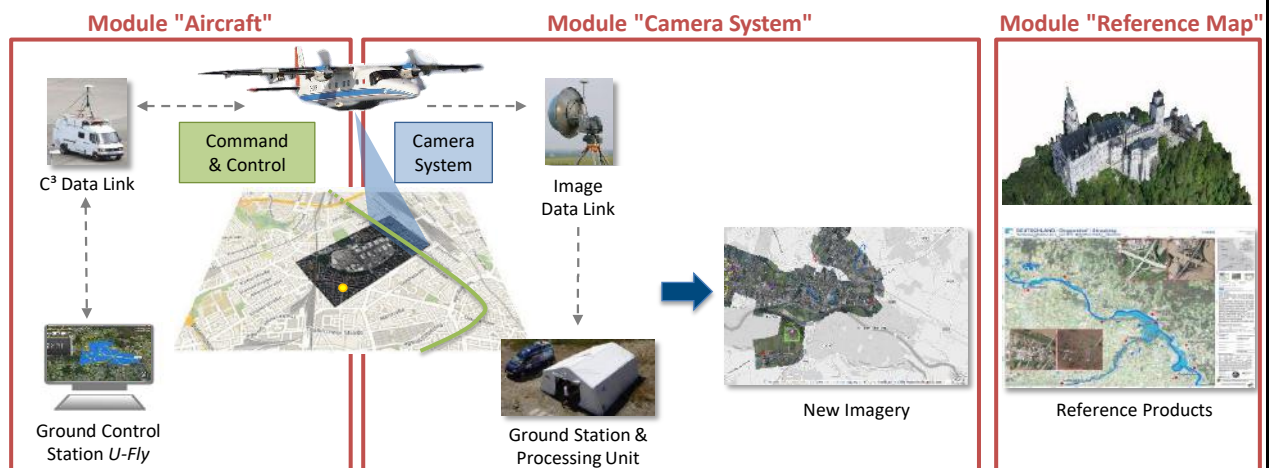 Module "Aircraft"
Module "Camera System"
Module "Reference Map"
Command
& Control
Camera
System
C³ Data Link
Image
Data Link
Ground Control
Station U-Fly
Ground Station &
Processing Unit
New Imagery
Reference Products